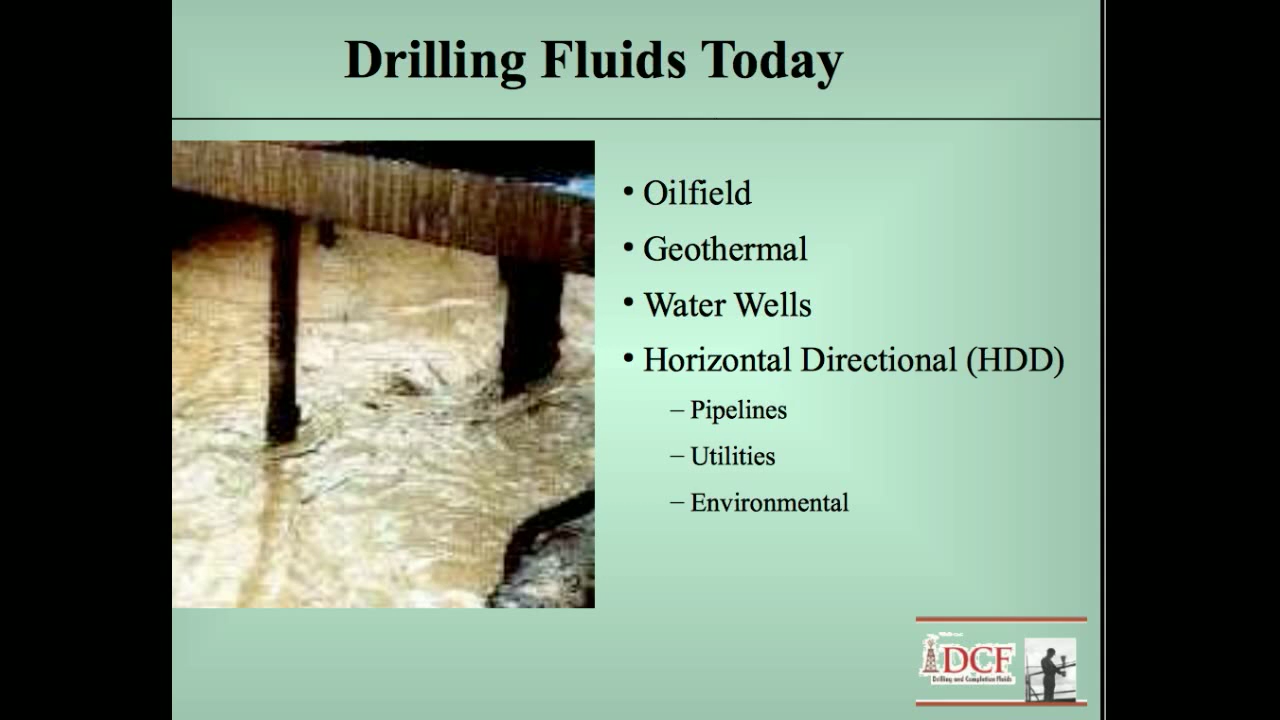 Drilling Fluids Today
• Oilfield
• Geothermal
• Water Wells
• Horizontal Directional (HDD)
– Pipelines
– Utilities
– Environmental
DCF
Drilling and Completion Fluids